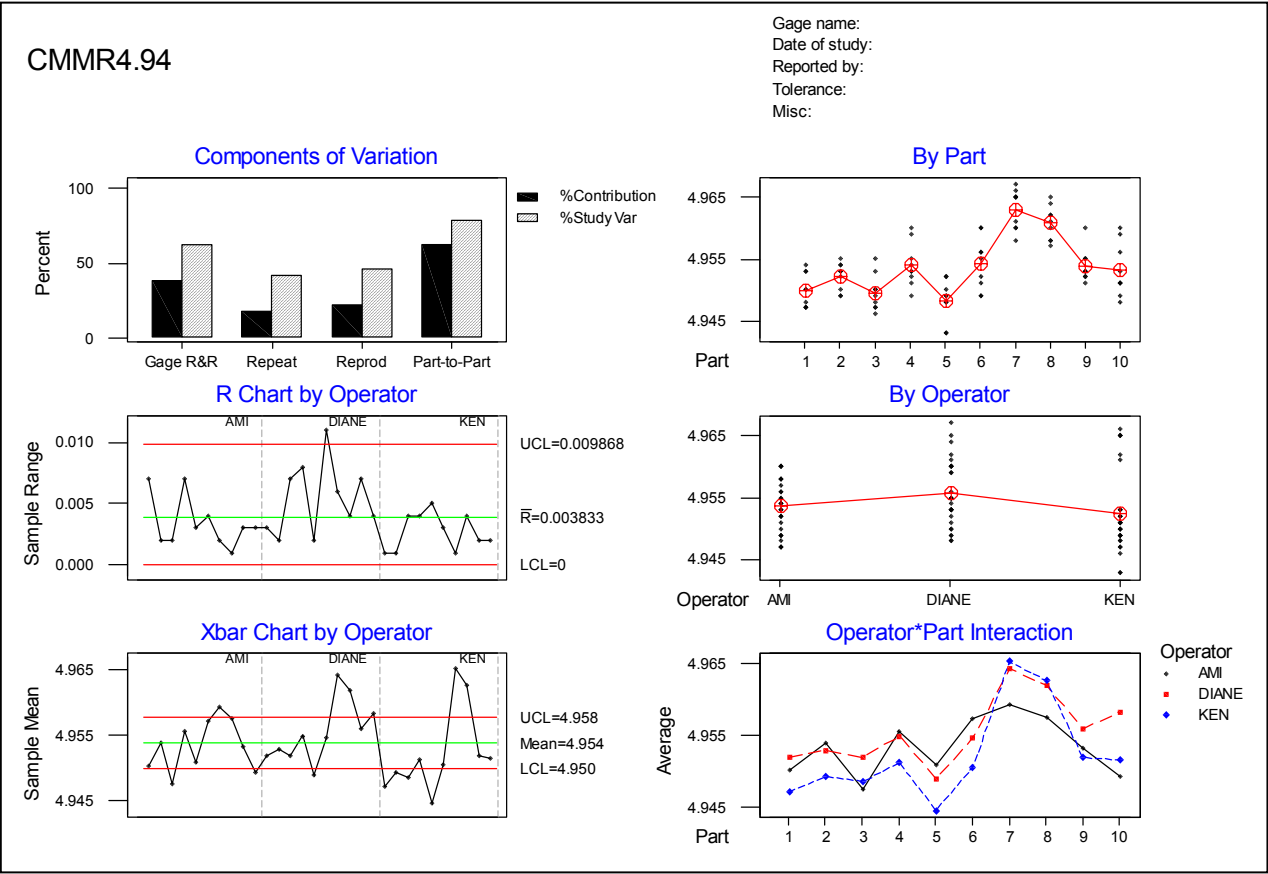 CMMR4.94
Gage name:
Date of study:
Reported by:
Tolerance:
Misc:
Components of Variation
100
50
0
Percent
Gage R&R Repeat Reprod Part-to-Part
%Contribution
%Study Var
By Part
4.965
4.955
4.945
Part 1 2 3 4 5 6 7 8 9 10
R Chart by Operator
AMI DIANE KEN
0.010
0.005
0.000
Sample Range
UCL=0.009868
R̅=0.003833
LCL=0
By Operator
4.965
4.955
4.945
Operator AMI DIANE KEN
Xbar Chart by Operator
AMI DIANE KEN
4.965
4.955
4.945
Sample Mean
UCL=4.958
Mean=4.954
LCL=4.950
Operator*Part Interaction
4.965
4.955
4.945
Average
Part 1 2 3 4 5 6 7 8 9 10
Operator
AMI
DIANE
KEN